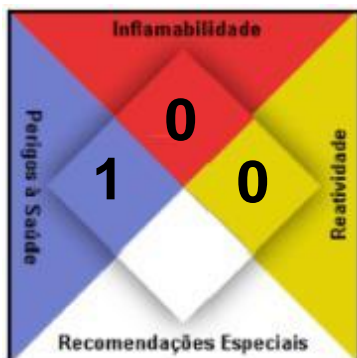 Inflamabilidade
0
Perigos à Saúde
1
0
Reatividade
Recomendações Especiais